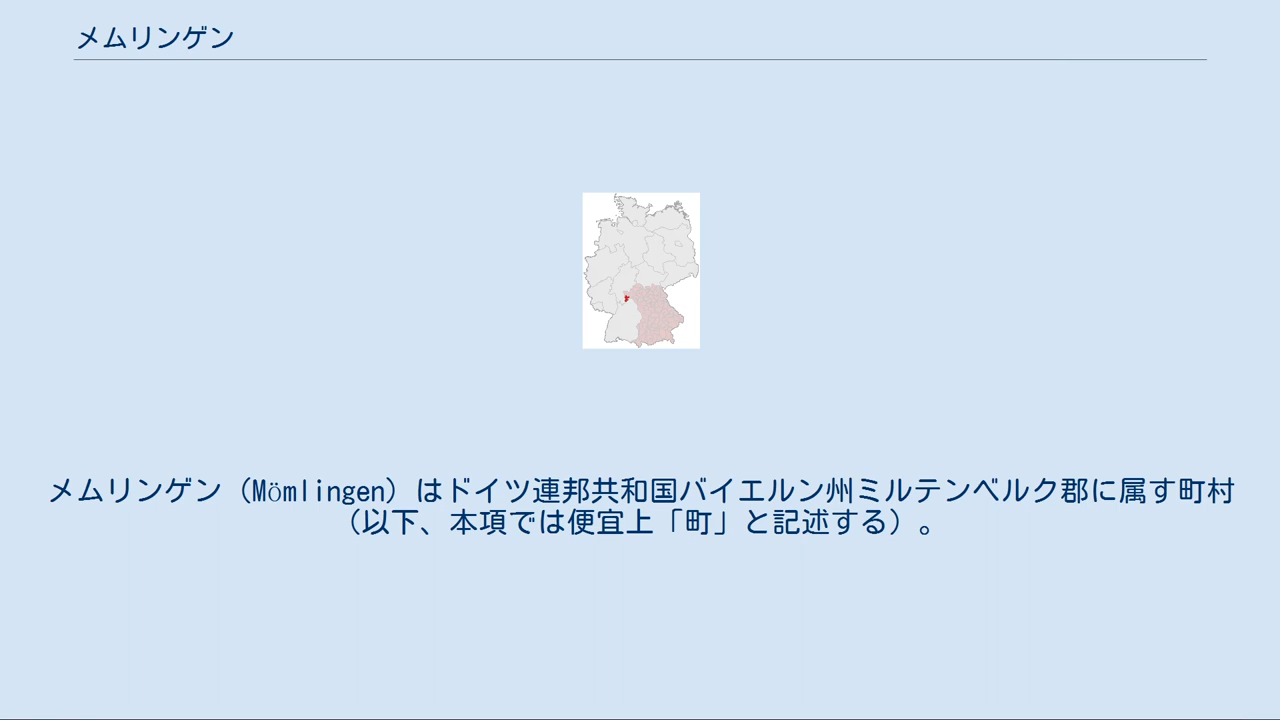 メムリンゲン
メムリンゲン（Mömlingen）はドイツ連邦共和国バイエルン州ミルテンベルク郡に属す町村
（以下、本項では便宜上「町」と記述する）。